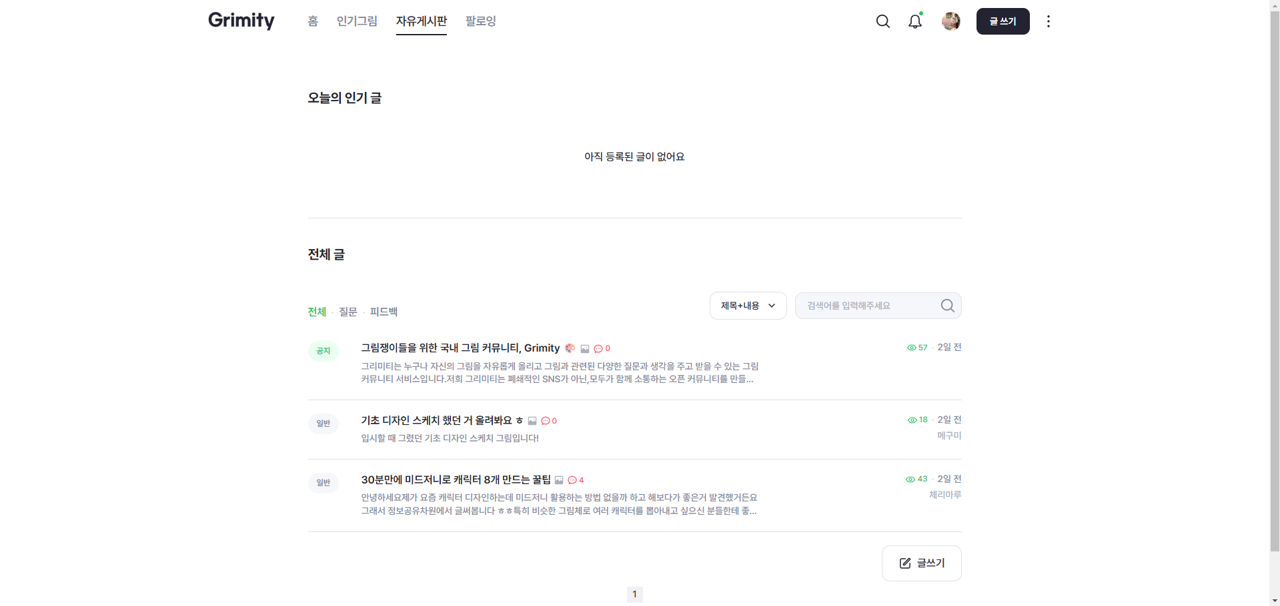 Grimity
홈 인기그림 자유게시판 팔로잉
글 쓰기
오늘의 인기 글
아직 등록된 글이 없어요
전체 글
전체 · 질문 · 피드백
제목+내용
검색어를 입력해주세요
공지
그림쟁이들을 위한 국내 그림 커뮤니티, Grimity 0
57 · 2일 전
그리미티는 누구나 자신의 그림을 자유롭게 올리고 그림과 관련된 다양한 질문과 생각을 주고 받을 수 있는 그림
커뮤니티 서비스입니다.저희 그리미티는 폐쇄적인 SNS가 아닌,모두가 함께 소통하는 오픈 커뮤니티를 만들...
일반
기초 디자인 스케치 했던 거 올려봐요 ㅎ 0
18 · 2일 전
입시할 때 그렸던 기초 디자인 스케치 그림입니다!
메구미
일반
30분만에 미드저니로 캐릭터 8개 만드는 꿀팁 4
43 · 2일 전
안녕하세요제가 요즘 캐릭터 디자인하는데 미드저니 활용하는 방법 없을까 하고 해보다가 좋은거 발견했거든요
그래서 정보공유차원에서 글써봅니다 ㅎㅎ특히 비슷한 그림체로 여러 캐릭터를 뽑아내고 싶으신 분들한테 좋...
체리마루
글쓰기
1